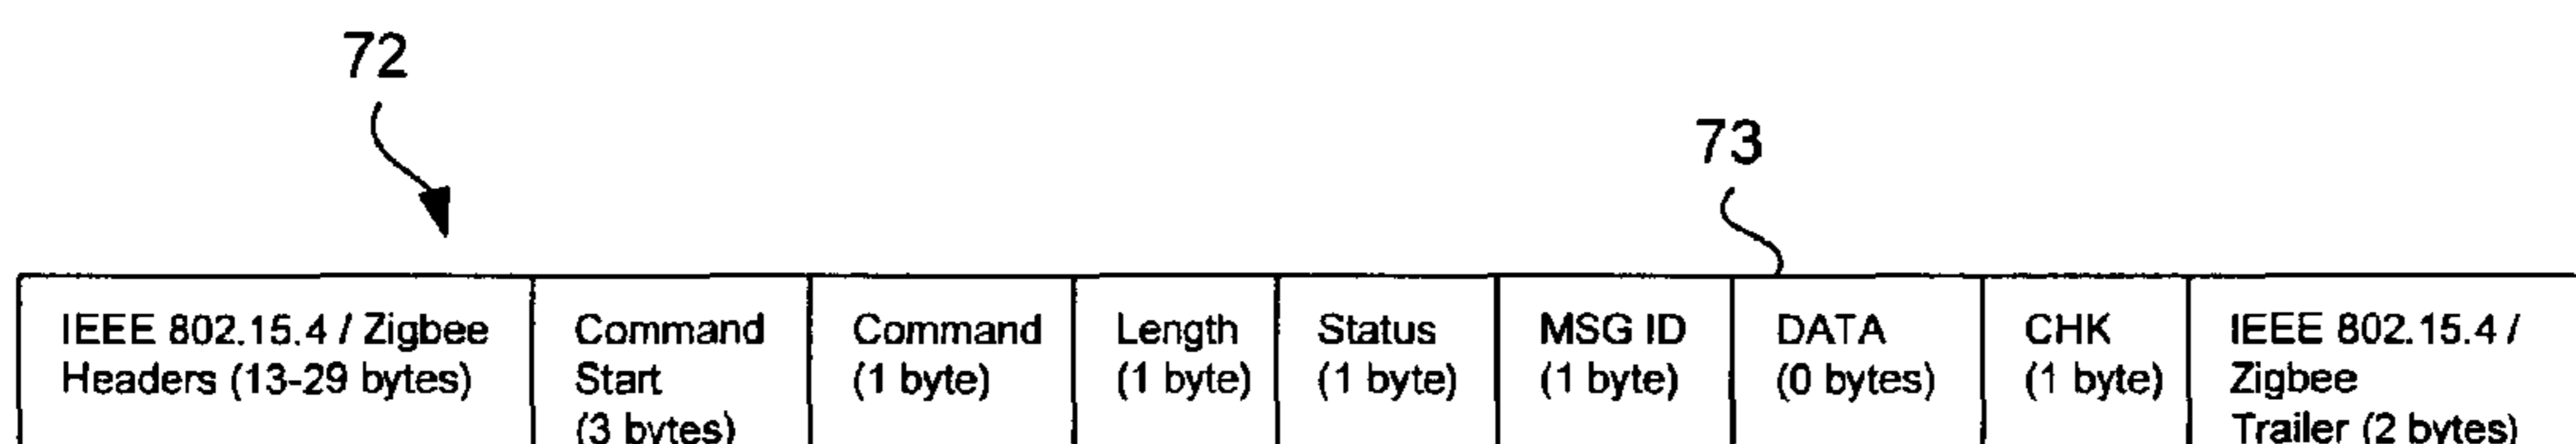 72
73
IEEE 802.15.4 / Zigbee
Headers (13-29 bytes)
Command
Start
(3 bytes)
Command
(1 byte)
Length
(1 byte)
Status
(1 byte)
MSG ID
(1 byte)
DATA
(0 bytes)
CHK
(1 byte)
IEEE 802.15.4 /
Zigbee
Trailer (2 bytes)